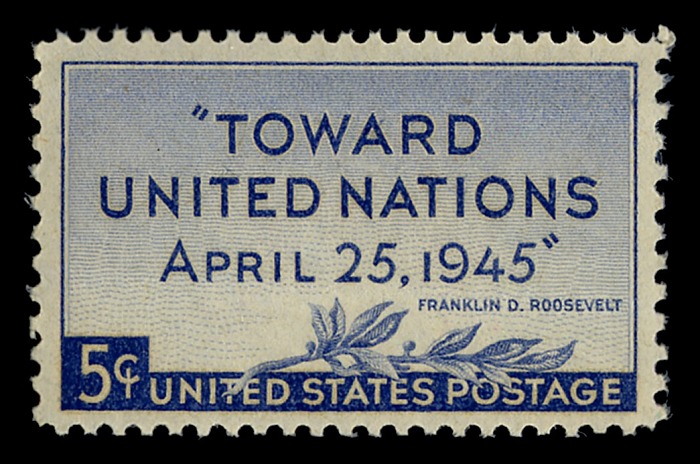 "TOWARD
UNITED NATIONS
APRIL 25, 1945"
FRANKLIN D. ROOSEVELT
5¢
UNITED STATES POSTAGE